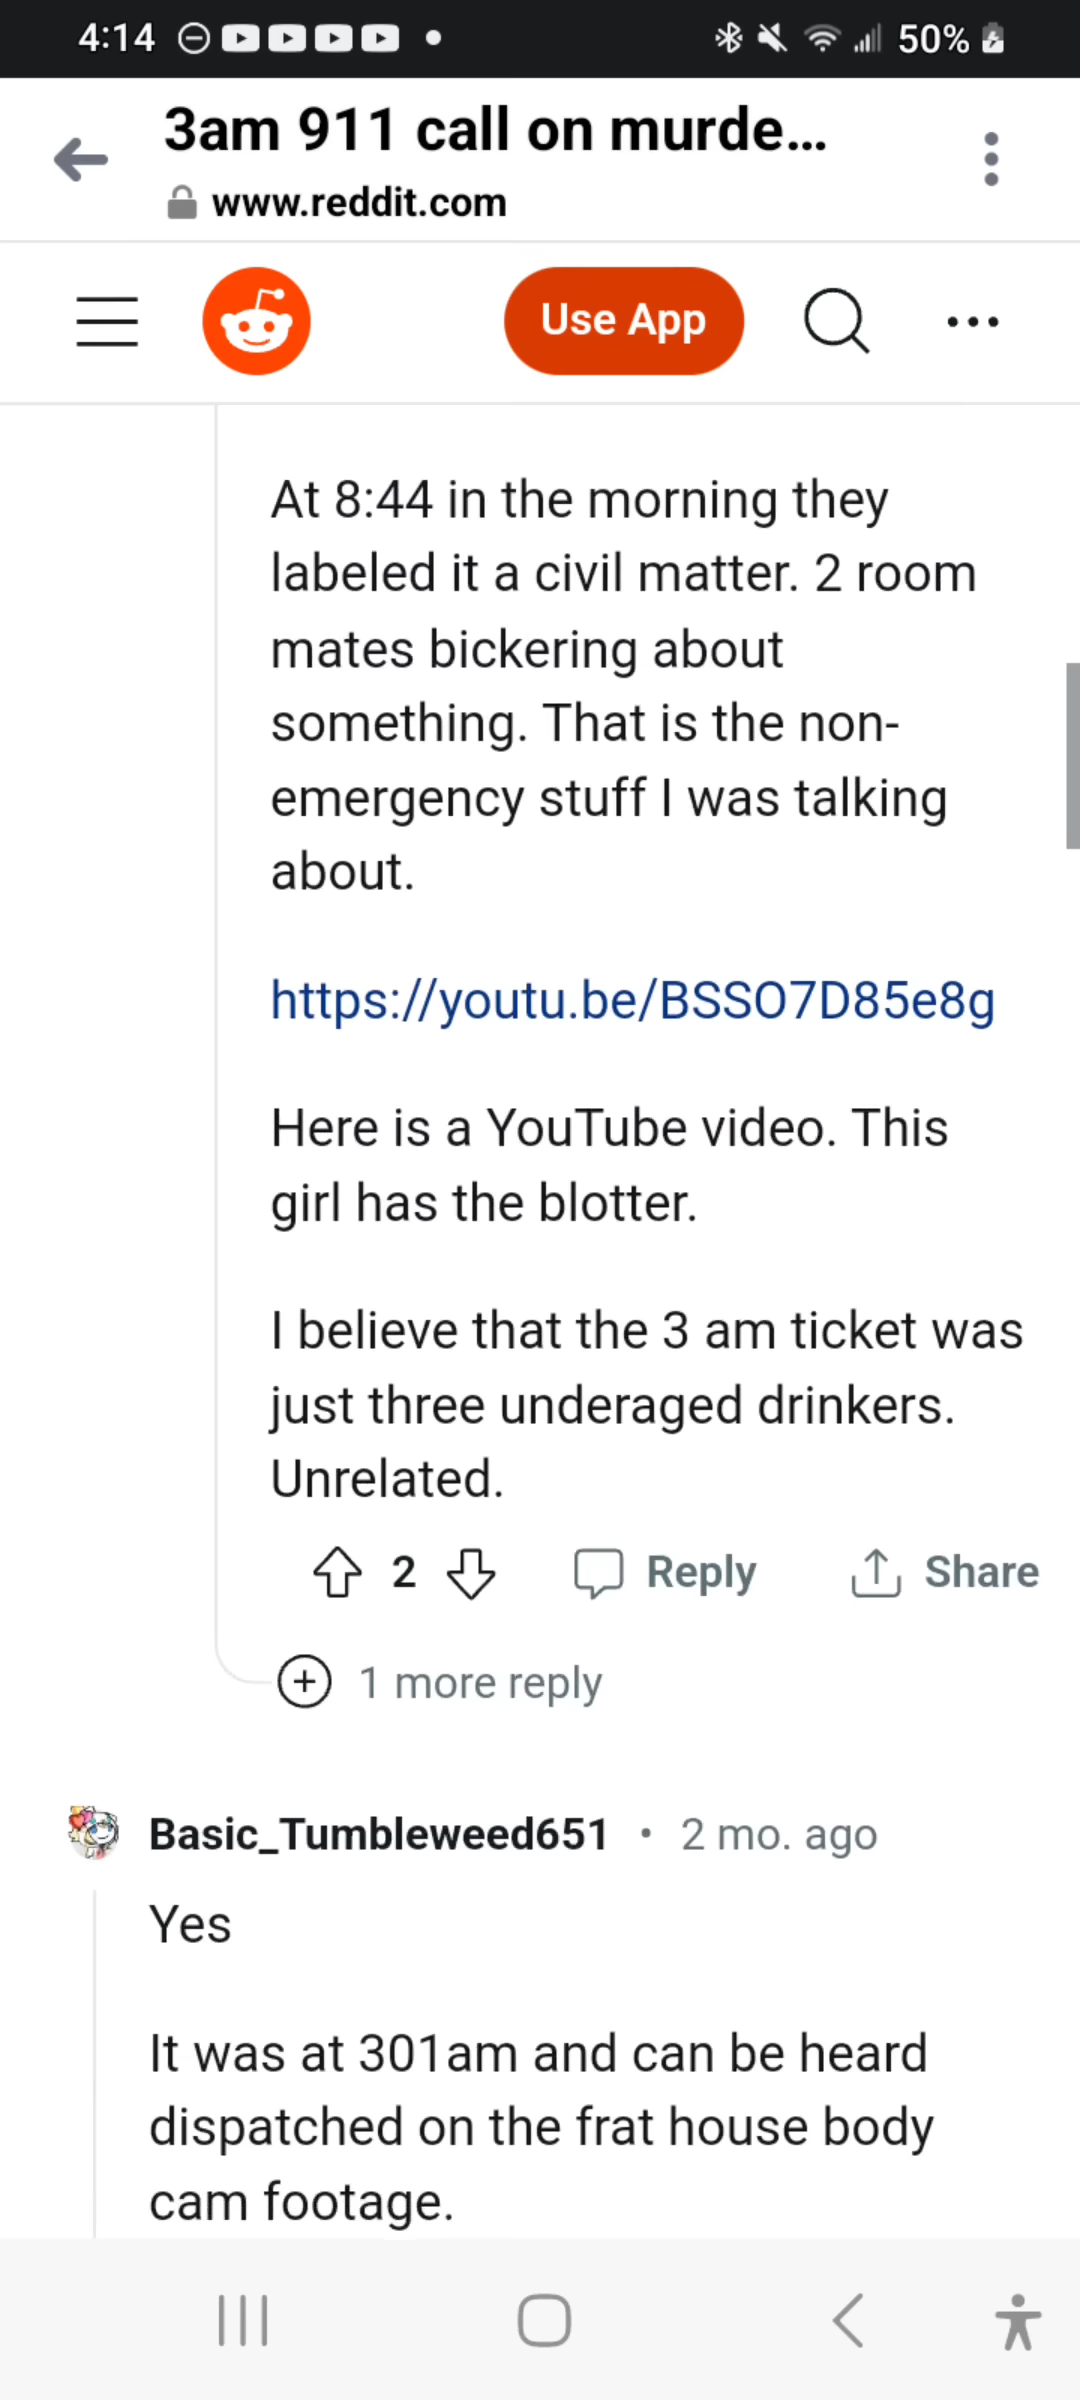 4:14
50%
3am 911 call on murde...
www.reddit.com
Use App
At 8:44 in the morning they
labeled it a civil matter. 2 room
mates bickering about
something. That is the non-
emergency stuff I was talking
about.
https://youtu.be/BSSO7D85e8g
Here is a YouTube video. This
girl has the blotter.
I believe that the 3 am ticket was
just three underaged drinkers.
Unrelated.
2
Reply
Share
1 more reply
Basic_Tumbleweed651 • 2 mo. ago
Yes
It was at 301am and can be heard
dispatched on the frat house body
cam footage.